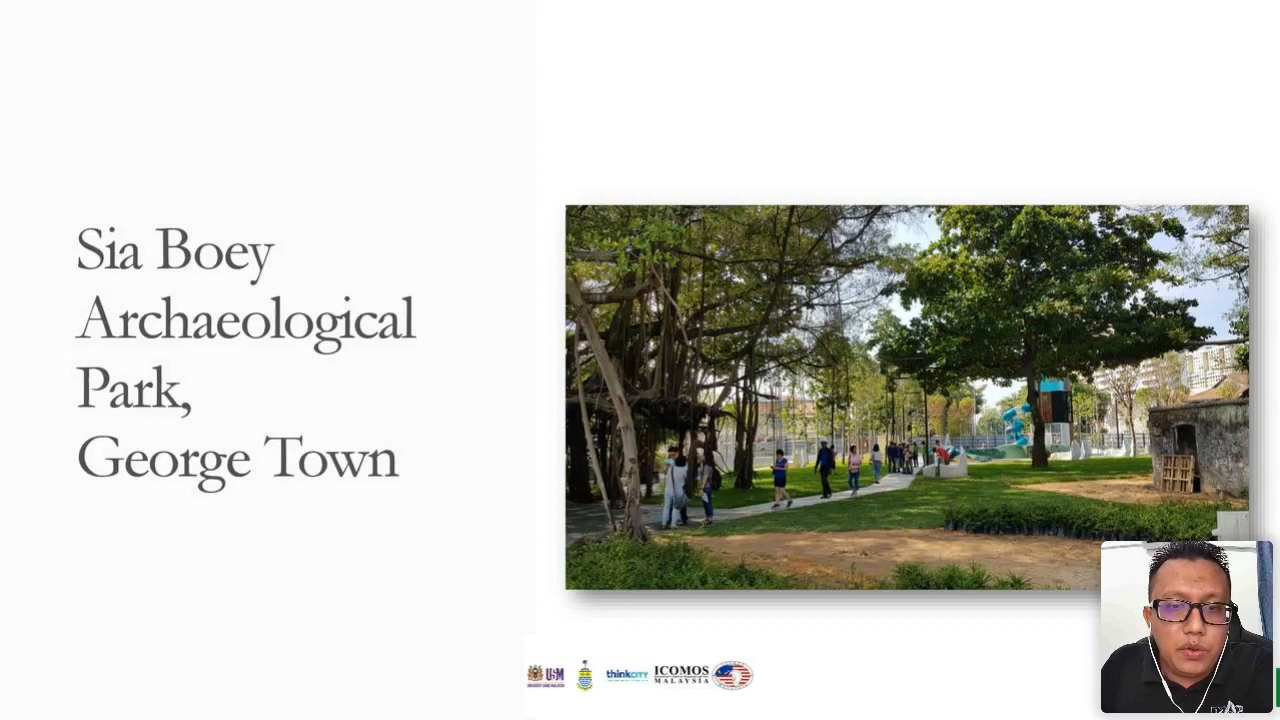 Sia Boey
Archaeological
Park,
George Town
USM
thinkcity
ICOMOS
MALAYSIA